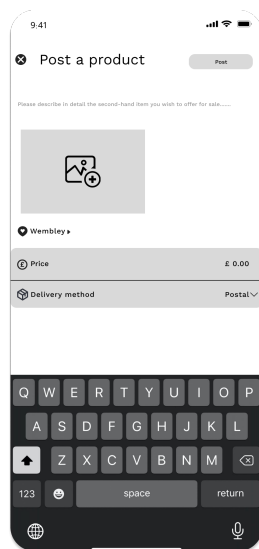 9:41
Post a product
Post
Please describe in detail the second-hand item you wish to offer for sale......
Wembley
£ Price £ 0.00
Delivery method Postal
Q W E R T Y U I O P
A S D F G H J K L
Z X C V B N M
123 space return